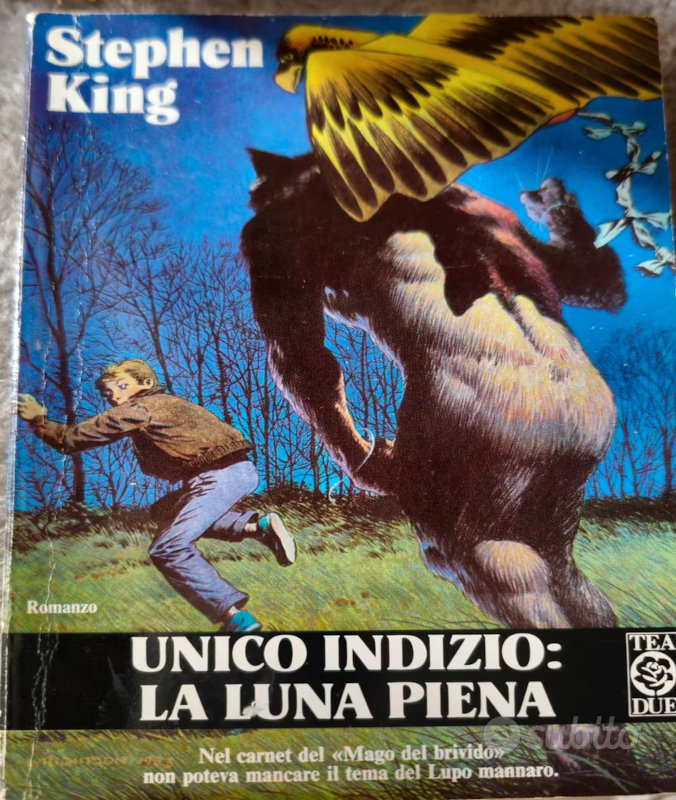 Stephen
King
Romanzo
UNICO INDIZIO:
LA LUNA PIENA
TEA
DUE
Nel carnet del «Mago del brivido»
non poteva mancare il tema del Lupo mannaro.
subito